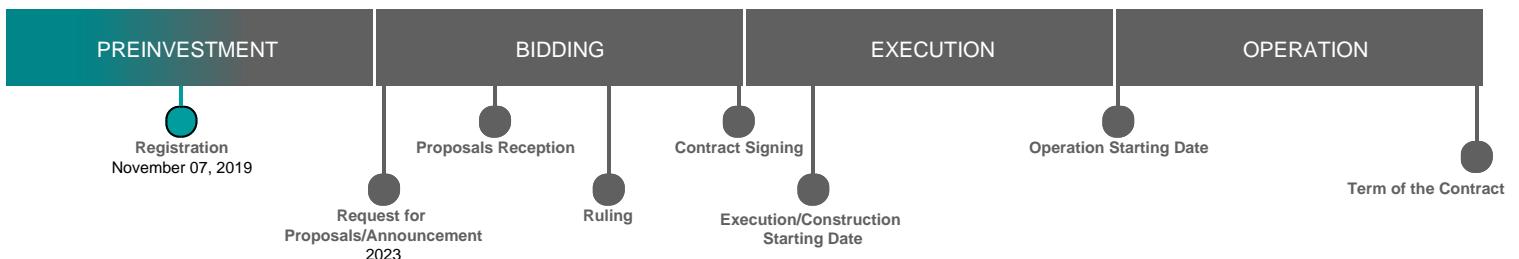 PREINVESTMENT
BIDDING
EXECUTION
OPERATION
Registration
November 07, 2019
Proposals Reception
Contract Signing
Operation Starting Date
Term of the Contract
Request for
Proposals/Announcement
2023
Ruling
Execution/Construction
Starting Date